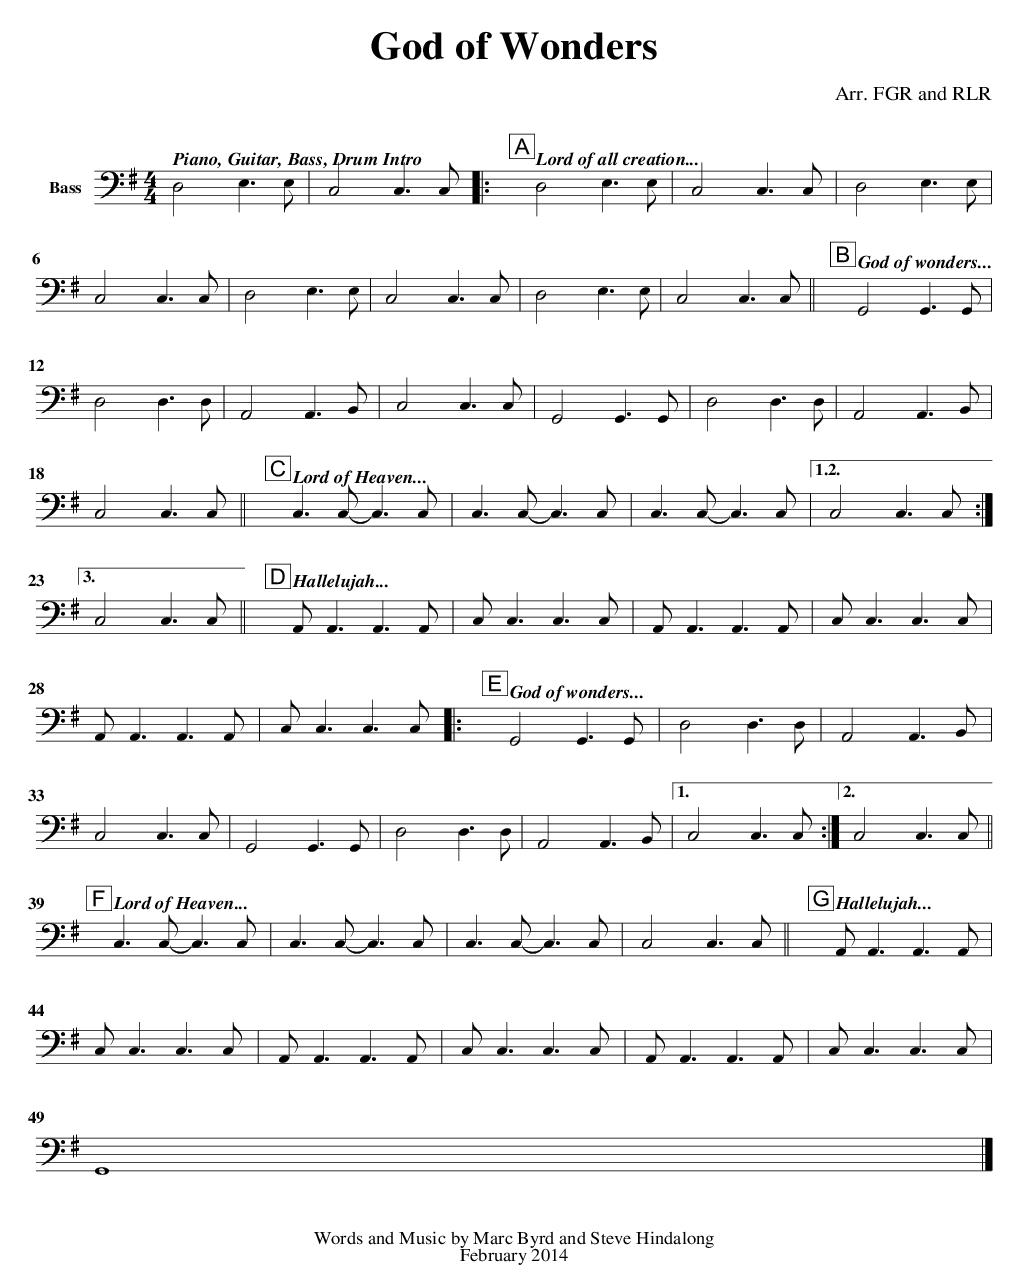 God of Wonders
Arr. FGR and RLR
A
Piano, Guitar, Bass, Drum Intro Lord of all creation...
Bass 4 4
6 B God of wonders...
12
18 C Lord of Heaven... 1.2.
23 3. D Hallelujah...
28 E God of wonders...
33 1. 2.
39 F Lord of Heaven... G Hallelujah...
44
49
Words and Music by Marc Byrd and Steve Hindalong
February 2014